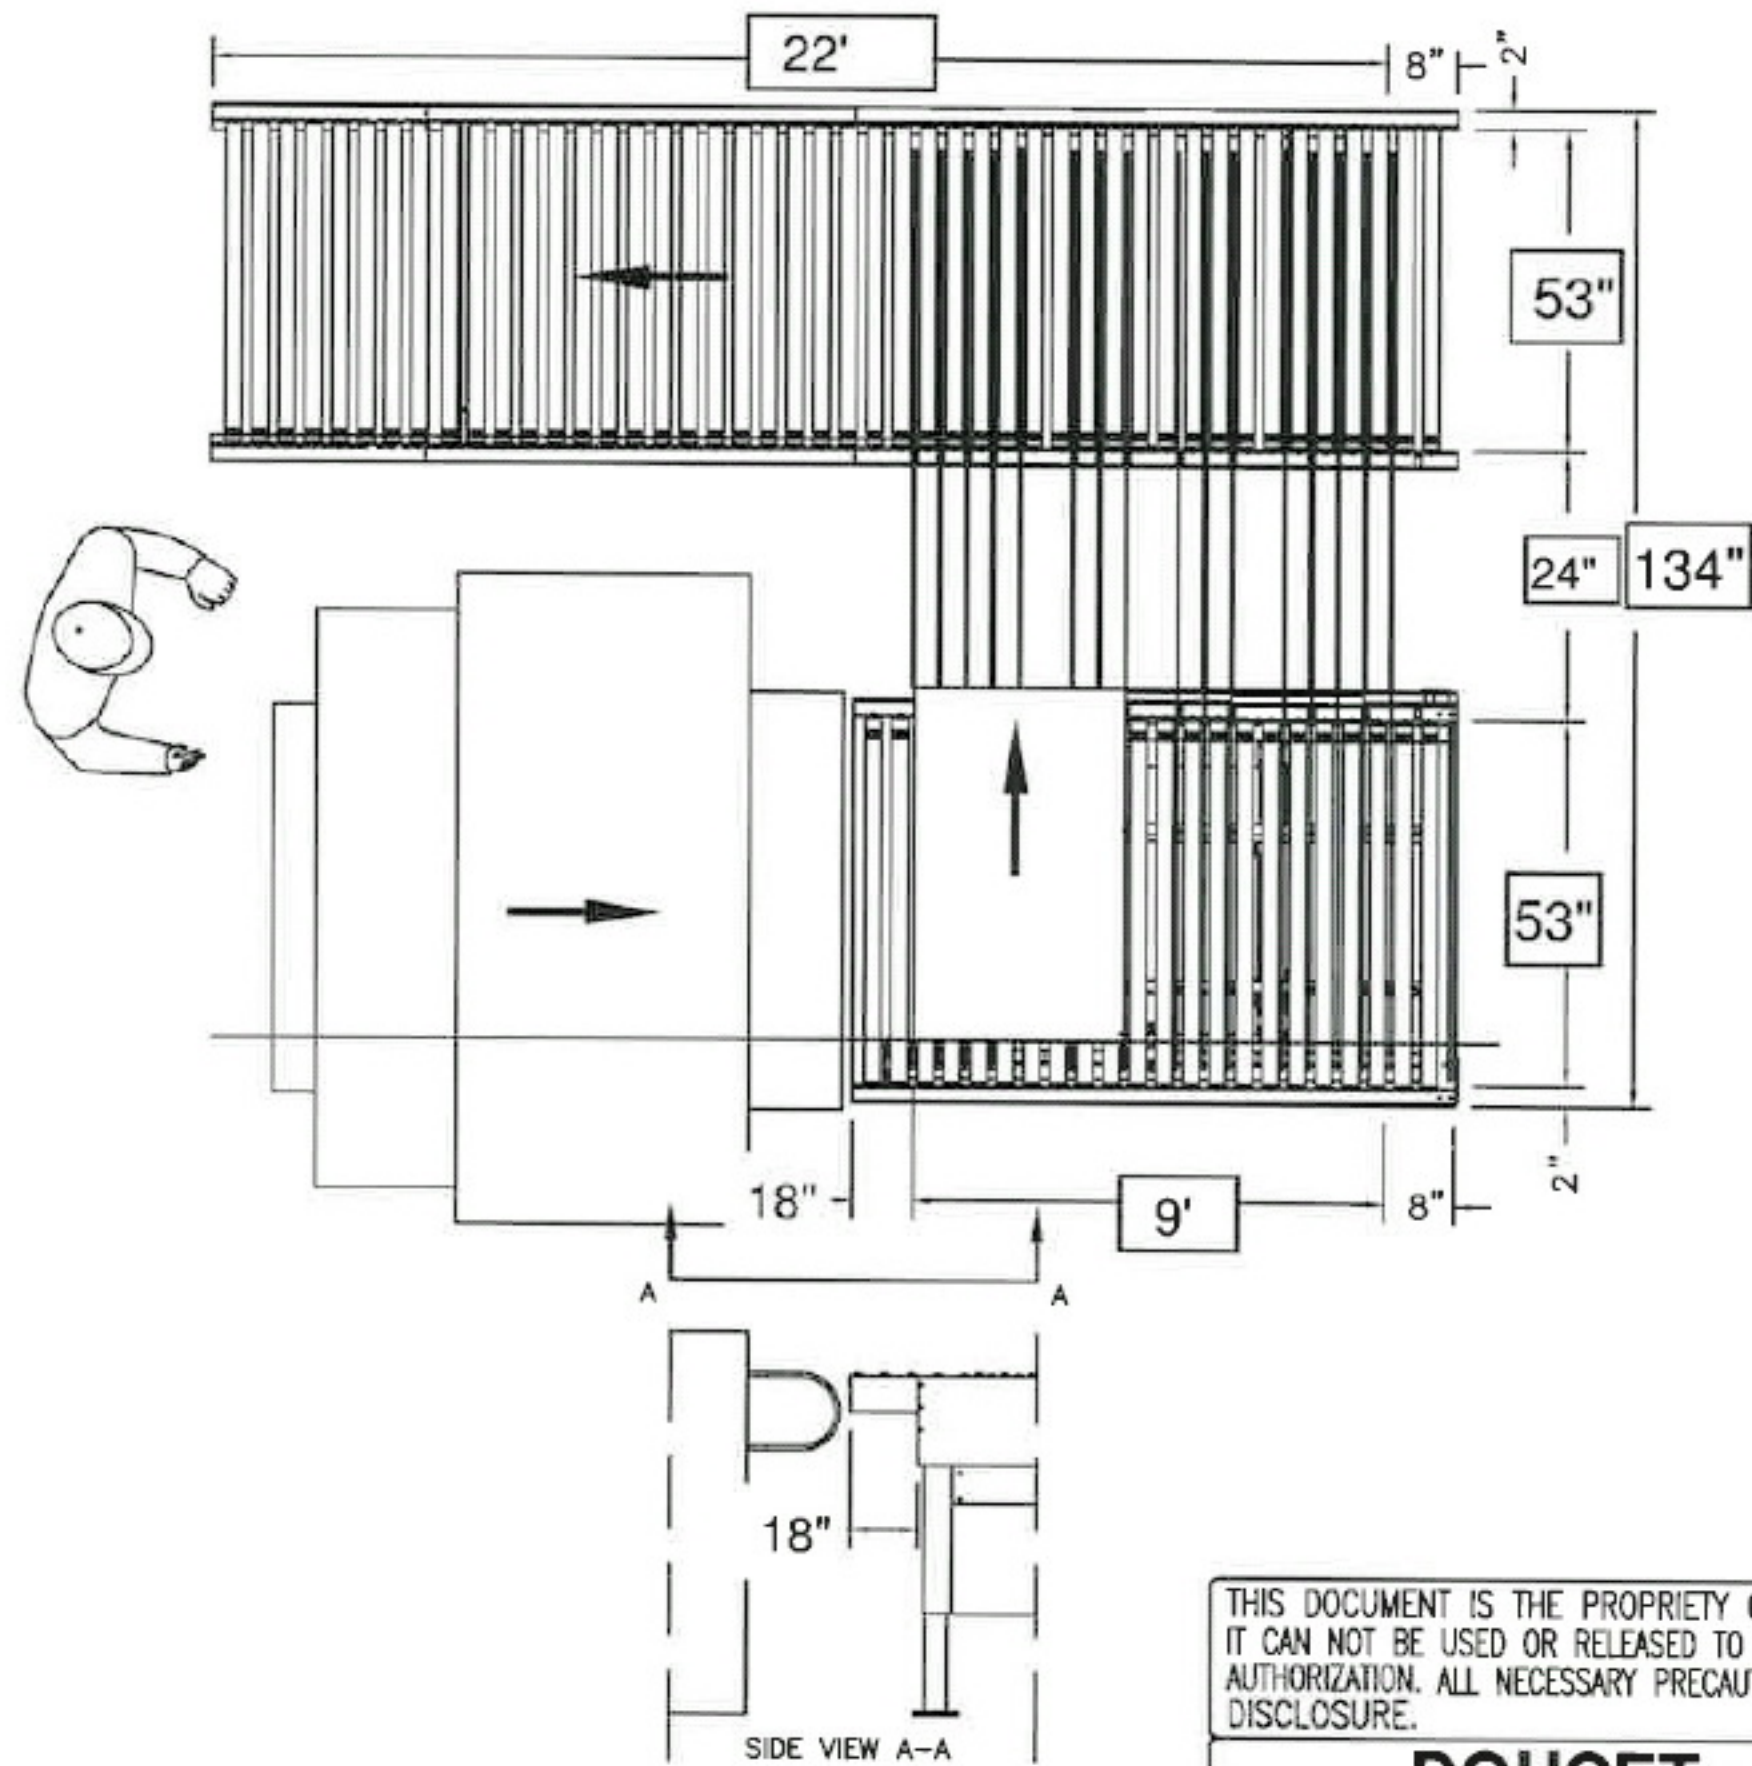 22'
8"
2"
53"
24"
134"
53"
2"
18"
9'
8"
A
A
18"
SIDE VIEW A-A
THIS DOCUMENT IS THE PROPRIETY
IT CAN NOT BE USED OR RELEASED TO
AUTHORIZATION. ALL NECESSARY PRECAU
DISCLOSURE.